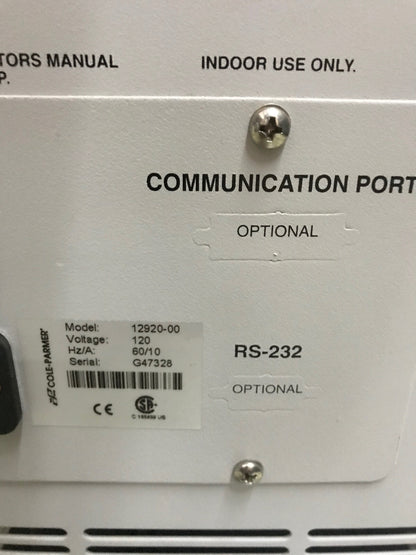 TORS MANUAL
P.
INDOOR USE ONLY.
COMMUNICATION PORT
OPTIONAL
COLE-PARMER
Model: 12920-00
Voltage: 120
Hz/A: 60/10
Serial: G47328
CE
C US
RS-232
OPTIONAL